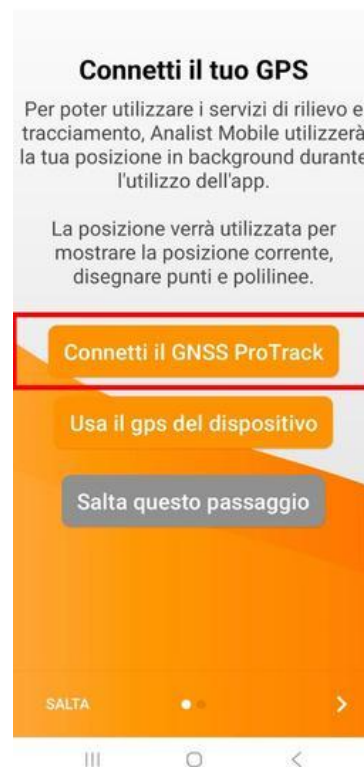 Connetti il tuo GPS
Per poter utilizzare i servizi di rilievo e
tracciamento, Analist Mobile utilizzerà
la tua posizione in background durante
l'utilizzo dell'app.
La posizione verrà utilizzata per
mostrare la posizione corrente,
disegnare punti e polilinee.
Connetti il GNSS ProTrack
Usa il gps del dispositivo
Salta questo passaggio
SALTA